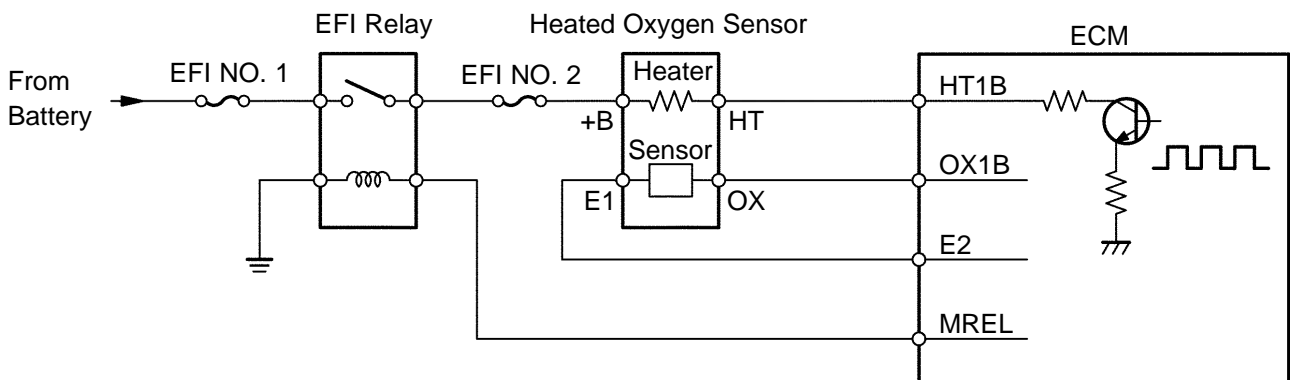 EFI Relay
Heated Oxygen Sensor
ECM
From
Battery
EFI NO. 1
EFI NO. 2
Heater
+B
HT
HT1B
Sensor
E1
OX
OX1B
E2
MREL